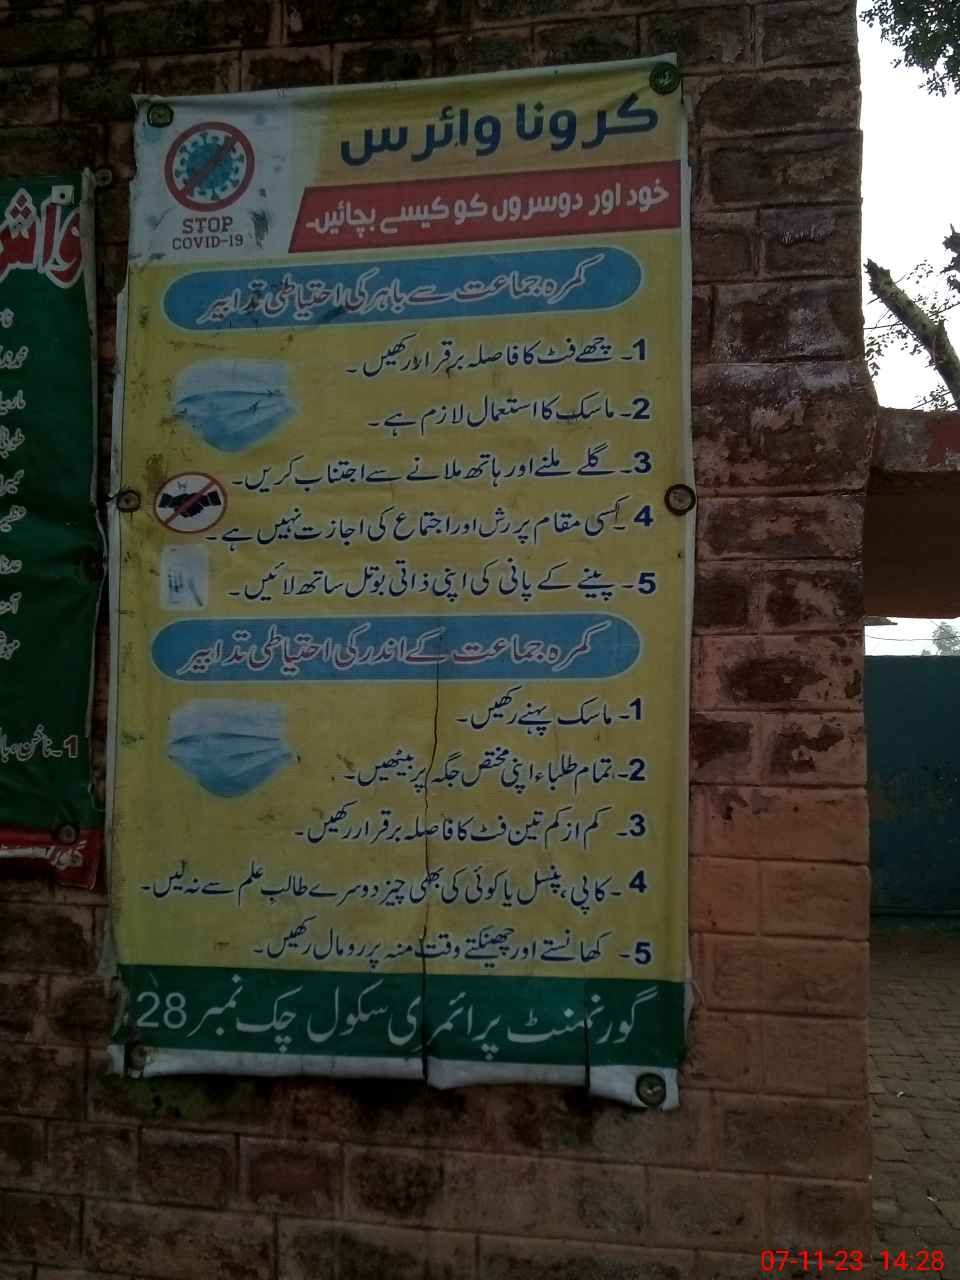 کرونا وائرس
خود اور دوسروں کو کیسے بچائیں۔
STOP
COVID-19
کمرہ جماعت سے باہر کی احتیاطی تدابیر
1۔ چھے فٹ کا فاصلہ برقرار رکھیں۔
2۔ ماسک کا استعمال لازم ہے۔
3۔ گلے ملنے اور ہاتھ ملانے سے اجتناب کریں۔
4۔ کسی مقام پر رش اور اجتماع کی اجازت نہیں ہے۔
5۔ پینے کے پانی کی اپنی ذاتی بوتل ساتھ لائیں۔
کمرہ جماعت کے اندر کی احتیاطی تدابیر
1۔ ماسک پہنے رکھیں۔
2۔ تمام طلباء اپنی مختص جگہ پر بیٹھیں۔
3۔ کم از کم تین فٹ کا فاصلہ برقرار رکھیں۔
4۔ کاپی، پنسل یا کوئی کی بھی چیز دوسرے طالب علم سے نہ لیں۔
5۔ کھانستے اور چھینکتے وقت منہ پر رومال رکھیں۔
گورنمنٹ پرائمری سکول چک نمبر 28
1۔ ناخن، بال
07-11-23 14:28